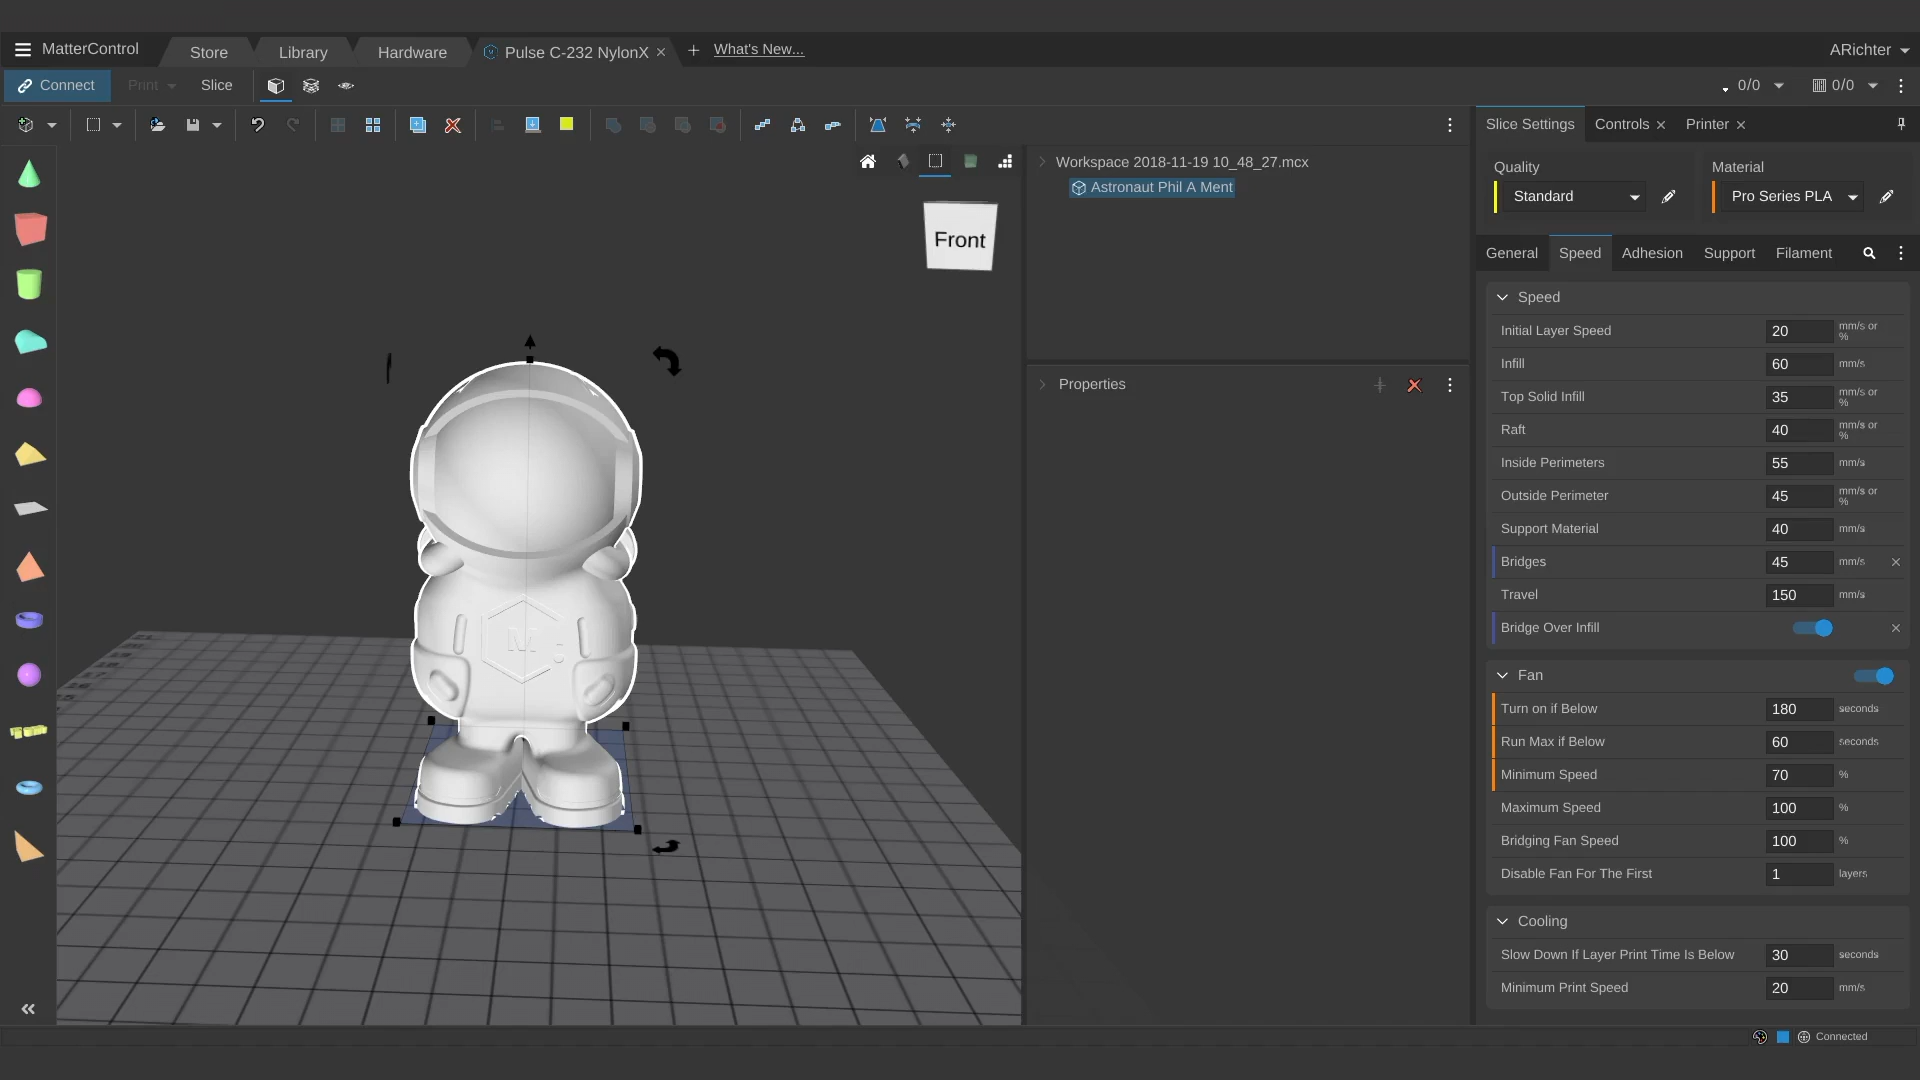 MatterControl
Store
Library
Hardware
Pulse C-232 NylonX
What's New...
ARichter
Connect
Print
Slice
0/0
0/0
Workspace 2018-11-19 10_48_27.mcx
Astronaut Phil A Ment
Front
Properties
Slice Settings
Controls
Printer
Quality
Material
Standard
Pro Series PLA
General
Speed
Adhesion
Support
Filament
Speed
Initial Layer Speed 20 mm/s or %
Infill 60 mm/s
Top Solid Infill 35 mm/s or %
Raft 40 mm/s or %
Inside Perimeters 55 mm/s
Outside Perimeter 45 mm/s or %
Support Material 40 mm/s
Bridges 45 mm/s
Travel 150 mm/s
Bridge Over Infill
Fan
Turn on if Below 180 seconds
Run Max if Below 60 seconds
Minimum Speed 70 %
Maximum Speed 100 %
Bridging Fan Speed 100 %
Disable Fan For The First 1 layers
Cooling
Slow Down If Layer Print Time Is Below 30 seconds
Minimum Print Speed 20 mm/s
M
Connected